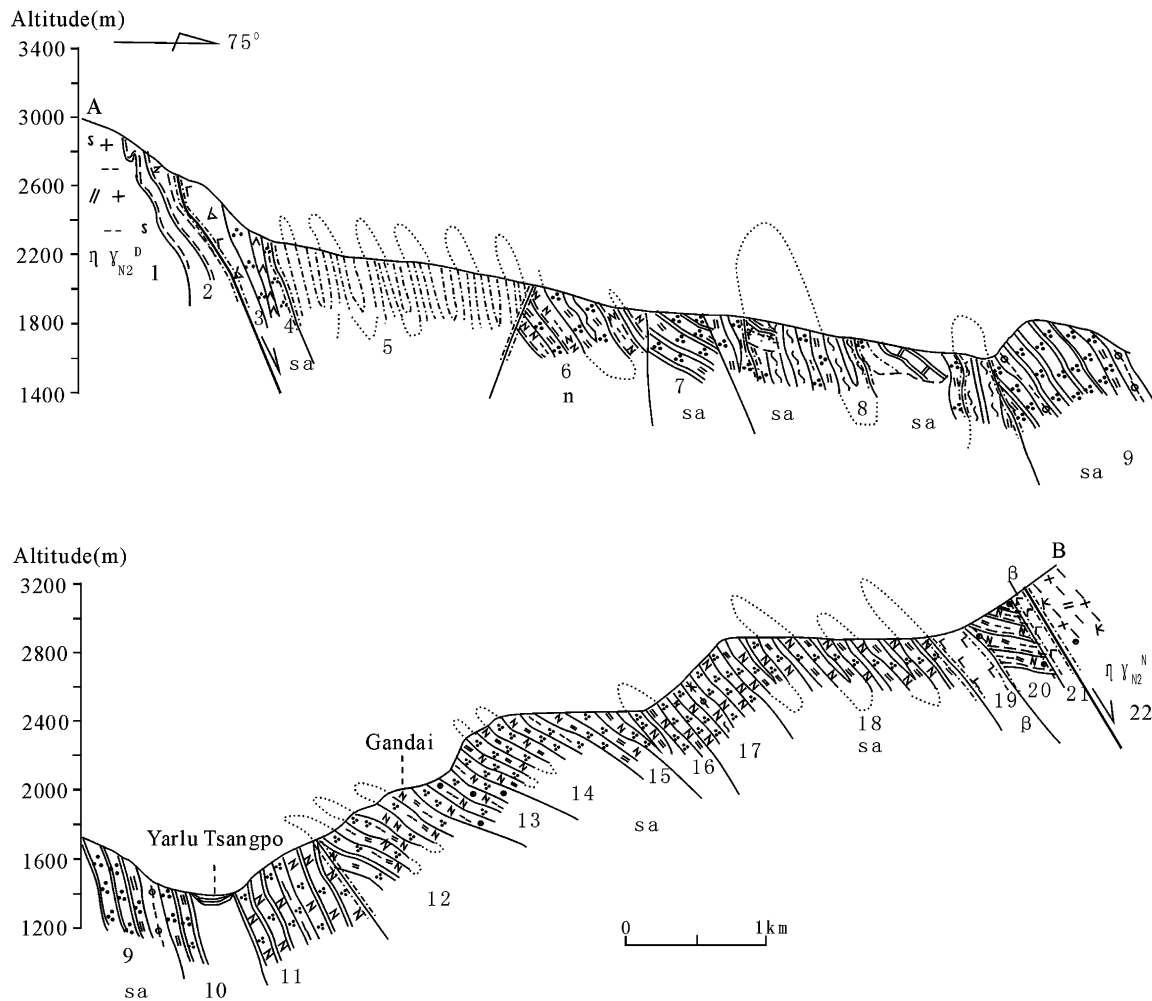 Altitude(m)
75°
3400
A
3000
2600
2200
1800
1400
s
s
η γN2D
1
2
3
4
5
6
7
8
9
sa
n
sa
sa
sa
sa
Altitude(m)
B
3200
2800
2400
2000
1600
1200
β
Gandai
Yarlu Tsangpo
η γN2N
22
21
20
19
β
18
sa
17
16
15
14
sa
13
12
11
10
9
sa
0 1km